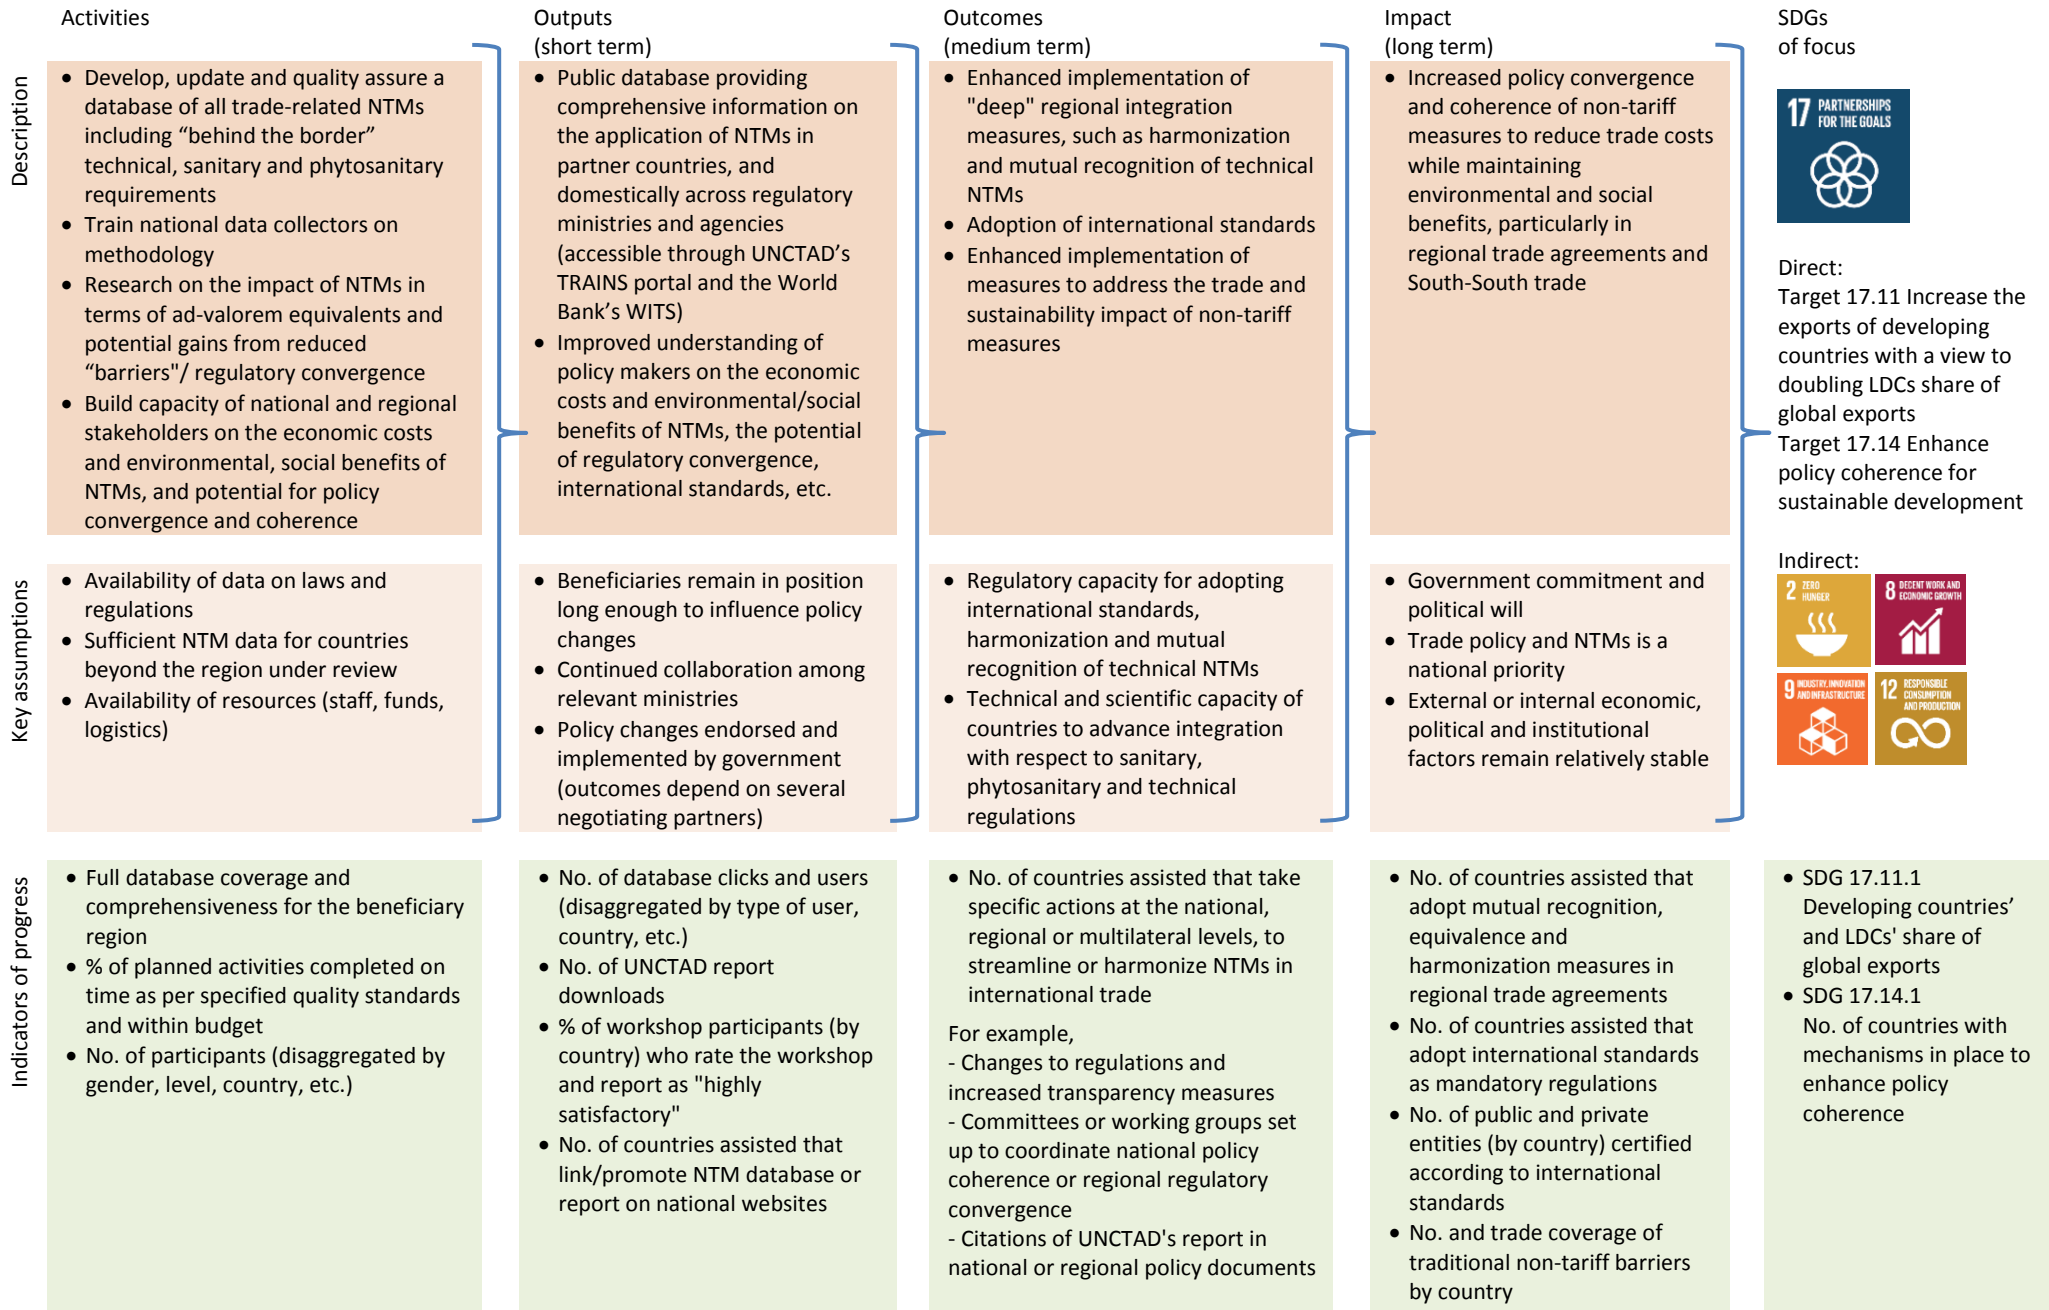 Activities
Outputs
(short term)
Outcomes
(medium term)
Impact
(long term)
SDGs
of focus
Description
• Develop, update and quality assure a
database of all trade-related NTMs
including “behind the border”
technical, sanitary and phytosanitary
requirements
• Train national data collectors on
methodology
• Research on the impact of NTMs in
terms of ad-valorem equivalents and
potential gains from reduced
“barriers"/ regulatory convergence
• Build capacity of national and regional
stakeholders on the economic costs
and environmental, social benefits of
NTMs, and potential for policy
convergence and coherence
• Public database providing
comprehensive information on
the application of NTMs in
partner countries, and
domestically across regulatory
ministries and agencies
(accessible through UNCTAD’s
TRAINS portal and the World
Bank’s WITS)
• Improved understanding of
policy makers on the economic
costs and environmental/social
benefits of NTMs, the potential
of regulatory convergence,
international standards, etc.
• Enhanced implementation of
"deep" regional integration
measures, such as harmonization
and mutual recognition of technical
NTMs
• Adoption of international standards
• Enhanced implementation of
measures to address the trade and
sustainability impact of non-tariff
measures
• Increased policy convergence
and coherence of non-tariff
measures to reduce trade costs
while maintaining
environmental and social
benefits, particularly in
regional trade agreements and
South-South trade
17 PARTNERSHIPS
FOR THE GOALS
Direct:
Target 17.11 Increase the
exports of developing
countries with a view to
doubling LDCs share of
global exports
Target 17.14 Enhance
policy coherence for
sustainable development
Key assumptions
• Availability of data on laws and
regulations
• Sufficient NTM data for countries
beyond the region under review
• Availability of resources (staff, funds,
logistics)
• Beneficiaries remain in position
long enough to influence policy
changes
• Continued collaboration among
relevant ministries
• Policy changes endorsed and
implemented by government
(outcomes depend on several
negotiating partners)
• Regulatory capacity for adopting
international standards,
harmonization and mutual
recognition of technical NTMs
• Technical and scientific capacity of
countries to advance integration
with respect to sanitary,
phytosanitary and technical
regulations
• Government commitment and
political will
• Trade policy and NTMs is a
national priority
• External or internal economic,
political and institutional
factors remain relatively stable
Indirect:
2 ZERO
HUNGER
8 DECENT WORK AND
ECONOMIC GROWTH
9 INDUSTRY, INNOVATION
AND INFRASTRUCTURE
12 RESPONSIBLE
CONSUMPTION
AND PRODUCTION
Indicators of progress
• Full database coverage and
comprehensiveness for the beneficiary
region
• % of planned activities completed on
time as per specified quality standards
and within budget
• No. of participants (disaggregated by
gender, level, country, etc.)
• No. of database clicks and users
(disaggregated by type of user,
country, etc.)
• No. of UNCTAD report
downloads
• % of workshop participants (by
country) who rate the workshop
and report as "highly
satisfactory"
• No. of countries assisted that
link/promote NTM database or
report on national websites
• No. of countries assisted that take
specific actions at the national,
regional or multilateral levels, to
streamline or harmonize NTMs in
international trade
For example,
- Changes to regulations and
increased transparency measures
- Committees or working groups set
up to coordinate national policy
coherence or regional regulatory
convergence
- Citations of UNCTAD's report in
national or regional policy documents
• No. of countries assisted that
adopt mutual recognition,
equivalence and
harmonization measures in
regional trade agreements
• No. of countries assisted that
adopt international standards
as mandatory regulations
• No. of public and private
entities (by country) certified
according to international
standards
• No. and trade coverage of
traditional non-tariff barriers
by country
• SDG 17.11.1
Developing countries’
and LDCs' share of
global exports
• SDG 17.14.1
No. of countries with
mechanisms in place to
enhance policy
coherence